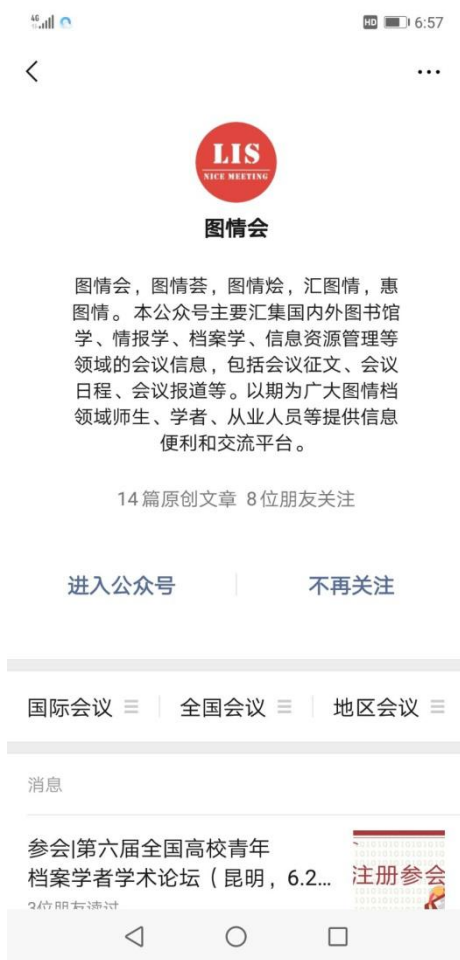 4G
HD
6:57
LIS
NICE MEETING
图情会
图情会，图情荟，图情烩，汇图情，惠
图情。本公众号主要汇集国内外图书馆
学、情报学、档案学、信息资源管理等
领域的会议信息，包括会议征文、会议
日程、会议报道等。以期为广大图情档
领域师生、学者、从业人员等提供信息
便利和交流平台。
14篇原创文章 8位朋友关注
进入公众号 不再关注
国际会议 全国会议 地区会议
消息
参会|第六届全国高校青年
档案学者学术论坛（昆明，6.2...
注册参会
3位朋友读过